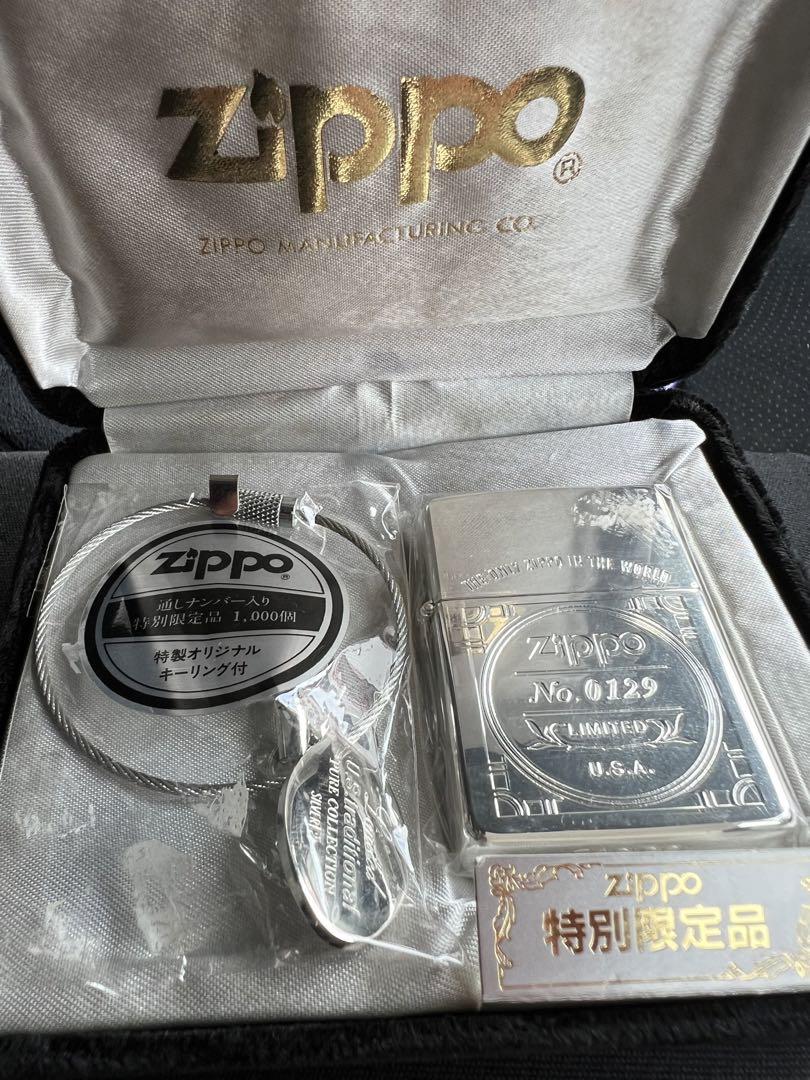 Zippo
®
ZIPPO MANUFACTURING CO.
Zippo®
通しナンバー入り
特別限定品 1,000個
特製オリジナル
キーリング付
U.S.Traditional
PURE COLLECTION
SILVER
THE ONLY ZIPPO IN THE WORLD
Zippo
No. 0129
LIMITED
U.S.A.
Zippo
特別限定品